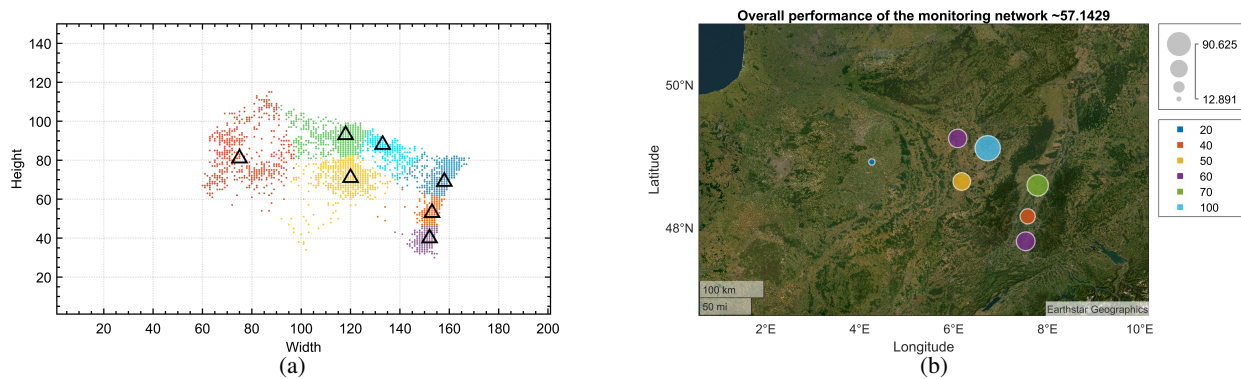 140
120
100
80
60
40
20
Height
20 40 60 80 100 120 140 160 180 200
Width
(a)
Overall performance of the monitoring network ~57.1429
50°N
48°N
Latitude
100 km
50 mi
Earthstar Geographics
2°E 4°E 6°E 8°E 10°E
Longitude
(b)
90.625
12.891
20
40
50
60
70
100